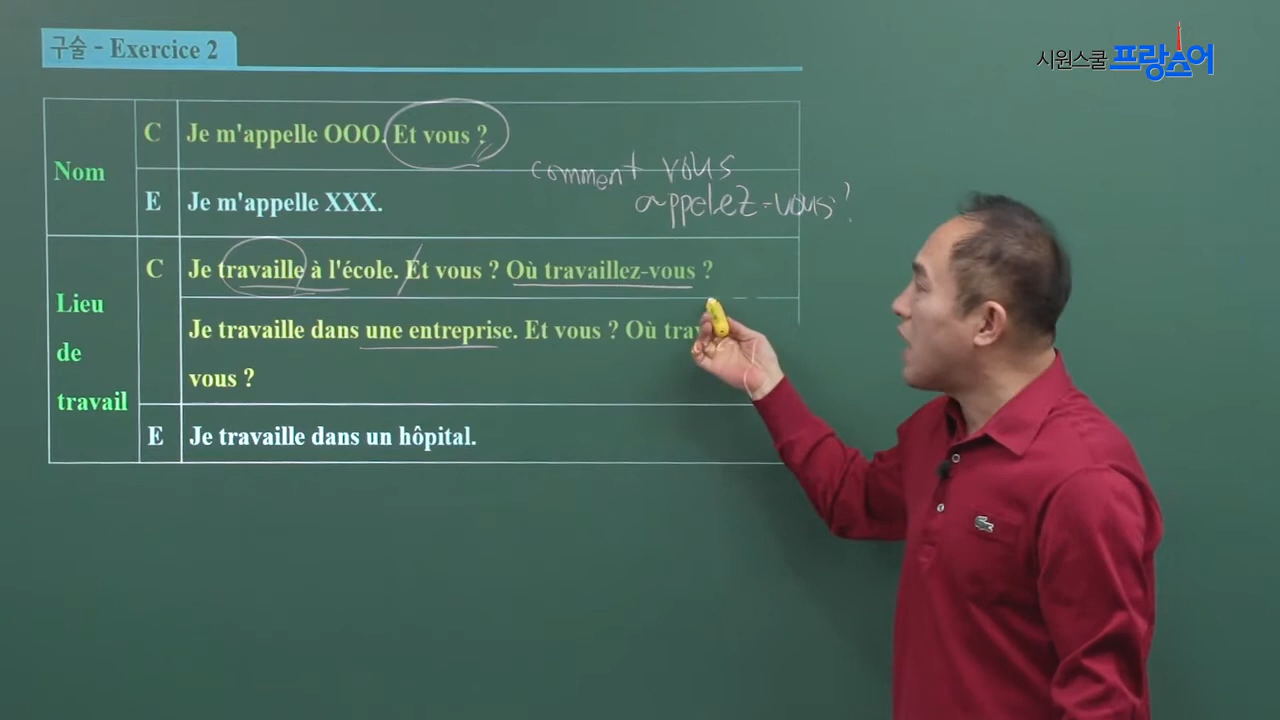 구술 - Exercice 2
시원스쿨 프랑스어
Nom
C
Je m'appelle OOO. Et vous ?
comment vous
appelez-vous?
E
Je m'appelle XXX.
Lieu
de
travail
C
Je travaille à l'école. Et vous ? Où travaillez-vous ?
Je travaille dans une entreprise. Et vous ? Où
vous ?
E
Je travaille dans un hôpital.